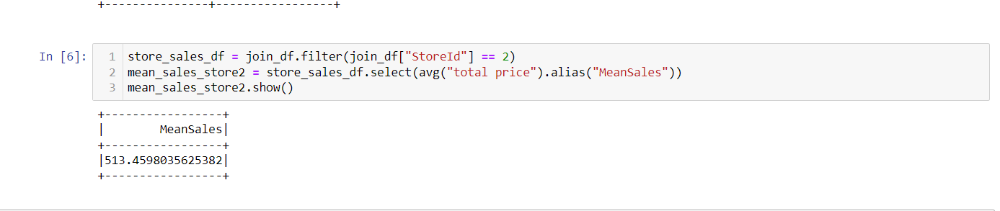 +---------------+-----------------+
In [6]:
1 store_sales_df = join_df.filter(join_df["StoreId"] == 2)
2 mean_sales_store2 = store_sales_df.select(avg("total price").alias("MeanSales"))
3 mean_sales_store2.show()
+-----------------+
|        MeanSales|
+-----------------+
|513.4598035625382|
+-----------------+